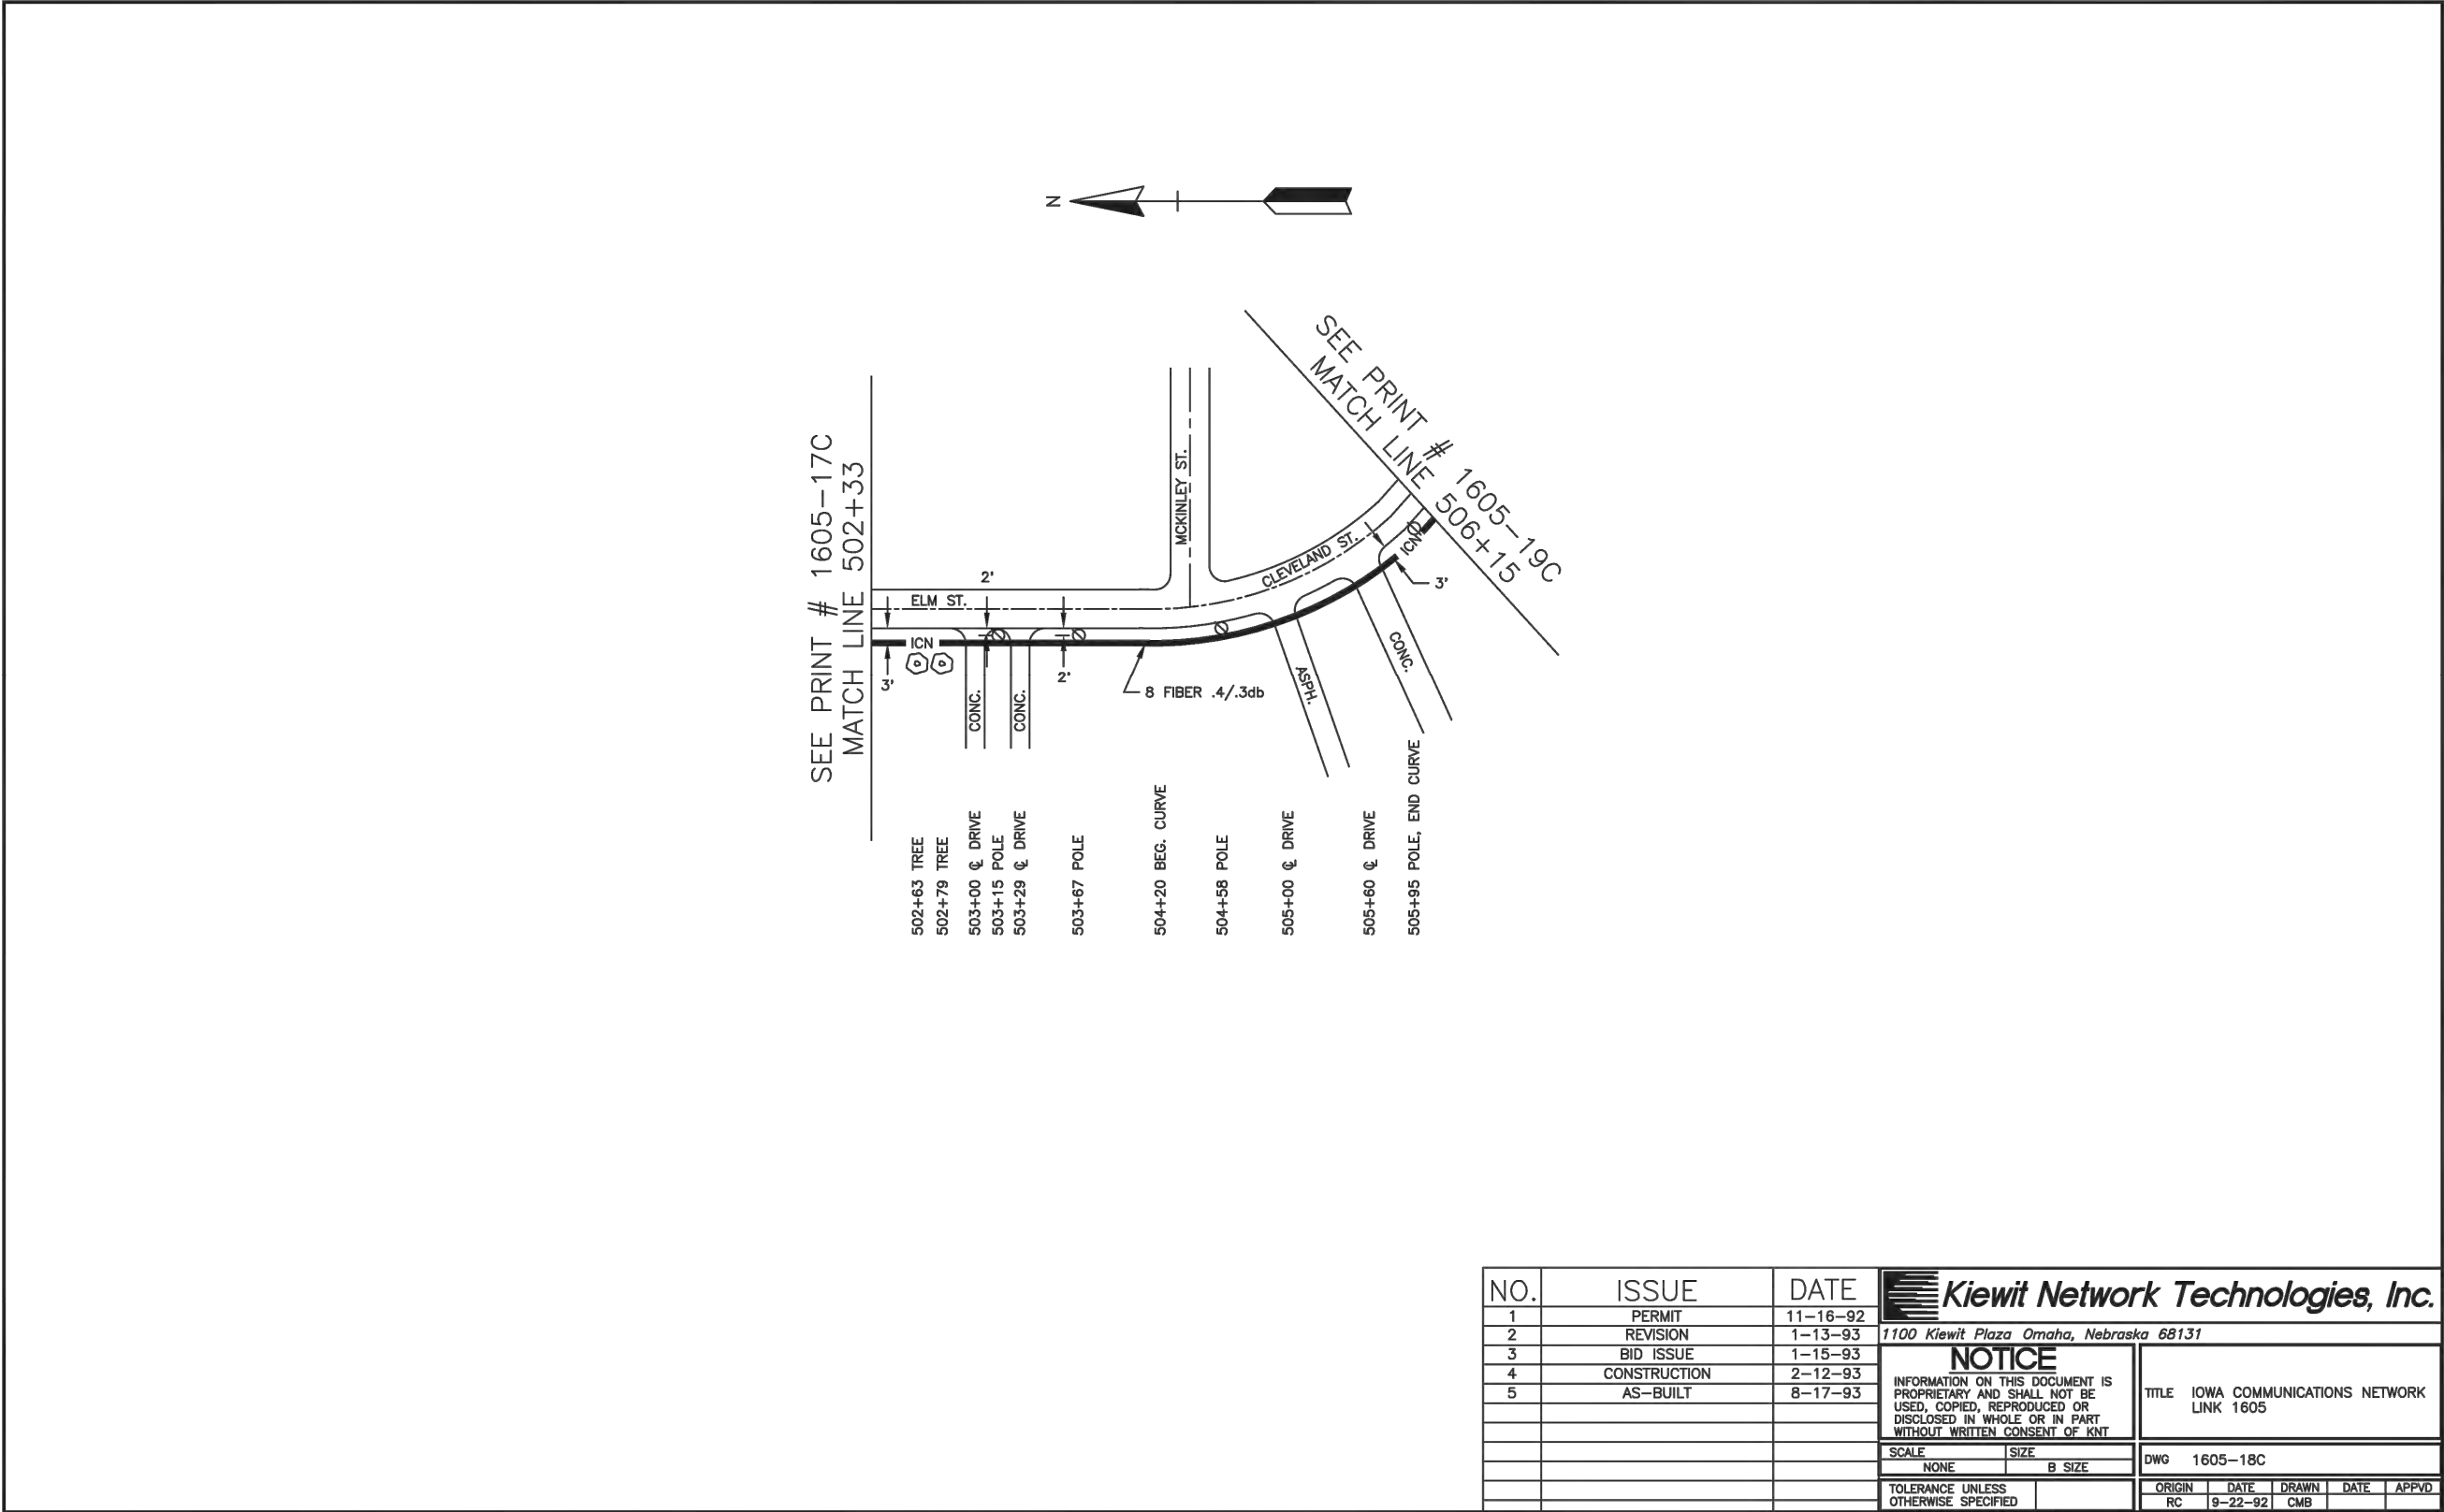 N
SEE PRINT # 1605-17C
MATCH LINE 502+33
SEE PRINT # 1605-19C
MATCH LINE 506+15
MCKINLEY ST.
CLEVELAND ST.
ELM ST.
2'
ICN
3'
2'
ICN
3'
8 FIBER .4/.3db
CONC.
CONC.
ASPH.
CONC.
502+63 TREE
502+79 TREE
503+00 ℄ DRIVE
503+15 POLE
503+29 ℄ DRIVE
503+67 POLE
504+20 BEG. CURVE
504+58 POLE
505+00 ℄ DRIVE
505+60 ℄ DRIVE
505+95 POLE, END CURVE
NO. ISSUE DATE
1 PERMIT 11-16-92
2 REVISION 1-13-93
3 BID ISSUE 1-15-93
4 CONSTRUCTION 2-12-93
5 AS-BUILT 8-17-93
Kiewit Network Technologies, Inc.
1100 Kiewit Plaza Omaha, Nebraska 68131
NOTICE
INFORMATION ON THIS DOCUMENT IS
PROPRIETARY AND SHALL NOT BE
USED, COPIED, REPRODUCED OR
DISCLOSED IN WHOLE OR IN PART
WITHOUT WRITTEN CONSENT OF KNT
TITLE IOWA COMMUNICATIONS NETWORK
LINK 1605
SCALE SIZE
NONE B SIZE
DWG 1605-18C
TOLERANCE UNLESS
OTHERWISE SPECIFIED
ORIGIN DATE DRAWN DATE APPVD
RC 9-22-92 CMB